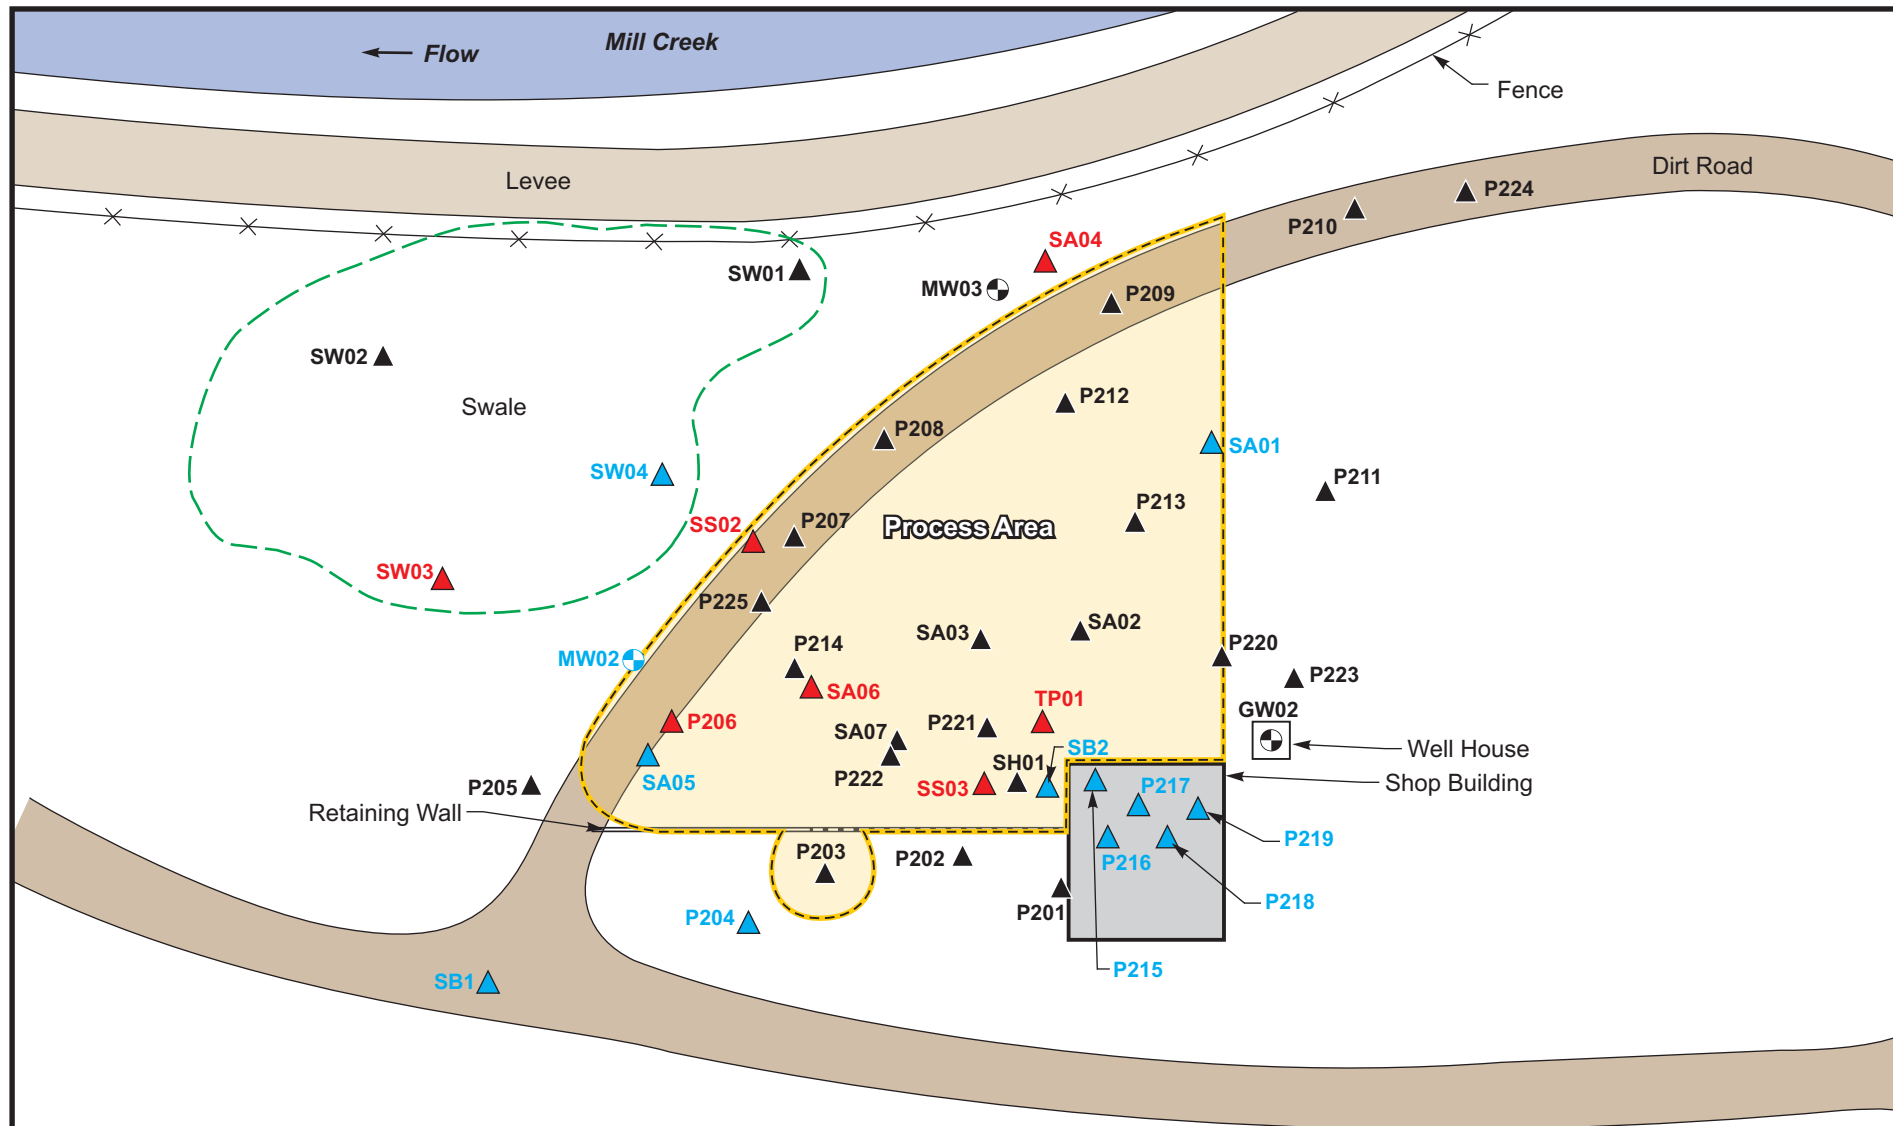 Mill Creek
Flow
Fence
Dirt Road
Levee
P224
P210
SA04
SW01
MW03
P209
SW02
P212
Swale
P208
SA01
SW04
P211
P213
SS02
P207
Process Area
SW03
P225
SA02
SA03
P214
P220
MW02
P223
SA06
TP01
GW02
P206
P221
SA07
SB2
Well House
SH01
P222
SA05
P217
Shop Building
P205
SS03
Retaining Wall
P219
P203
P202
P216
P218
P201
P204
P215
SB1